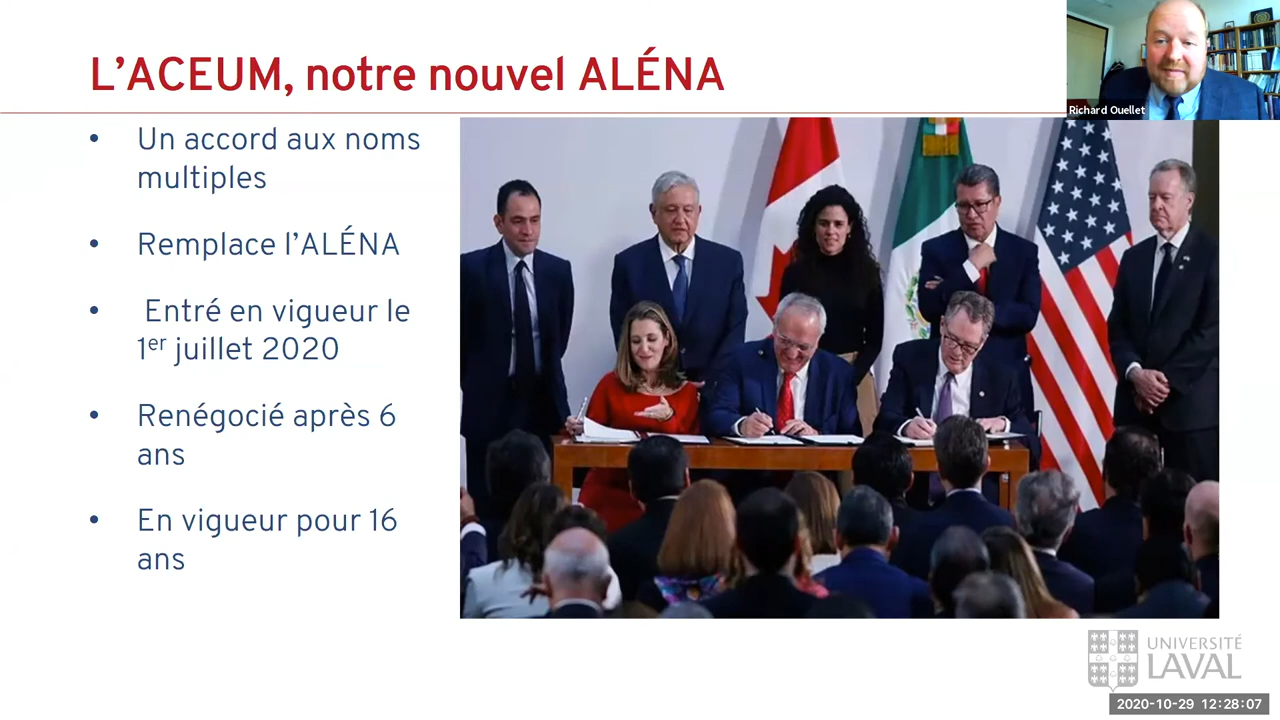 L’ACEUM, notre nouvel ALÉNA
Richard Ouellet
• Un accord aux noms
multiples
• Remplace l’ALÉNA
• Entré en vigueur le
1er juillet 2020
• Renégocié après 6
ans
• En vigueur pour 16
ans
UNIVERSITÉ
LAVAL
2020-10-29 12:28:07